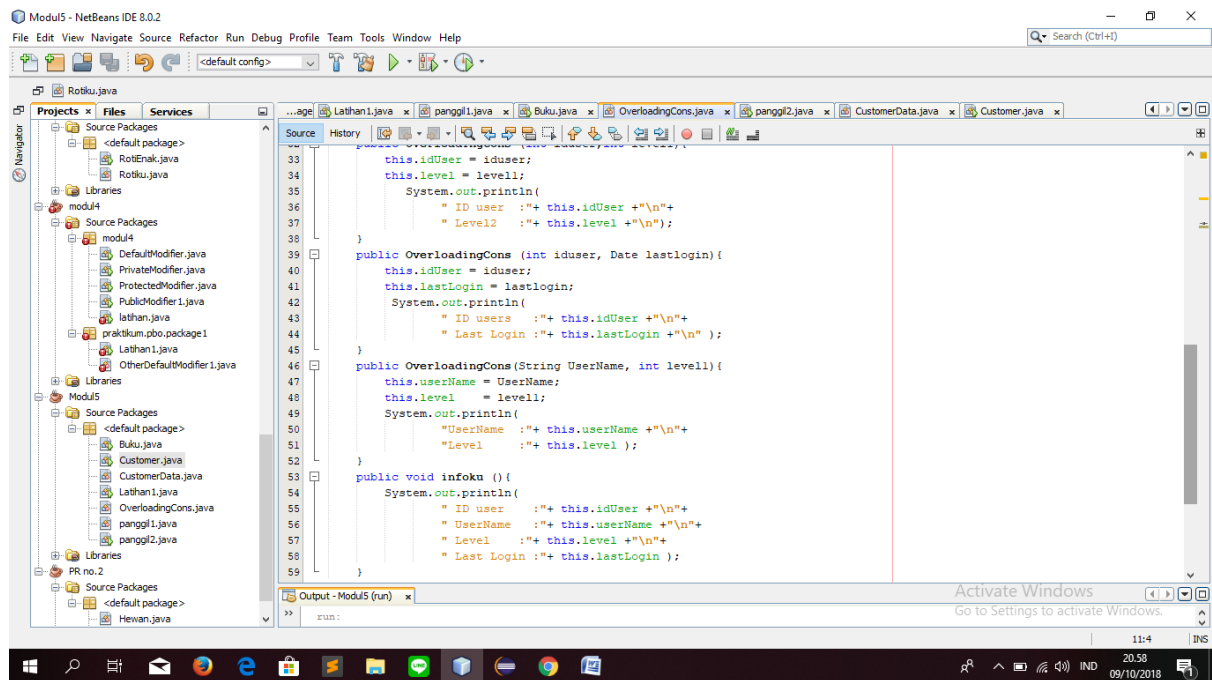 Modul5 - NetBeans IDE 8.0.2
File Edit View Navigate Source Refactor Run Debug Profile Team Tools Window Help
Search (Ctrl+I)
<default config>
Rotiku.java
Projects Files Services
...age Latihan1.java panggil1.java Buku.java OverloadingCons.java panggil2.java CustomerData.java Customer.java
Navigator
Source Packages
<default package>
RotiEnak.java
Rotiku.java
Libraries
modul4
Source Packages
modul4
DefaultModifier.java
PrivateModifier.java
ProtectedModifier.java
PublicModifier1.java
latihan.java
praktikum.pbo.package1
Latihan1.java
OtherDefaultModifier1.java
Libraries
Modul5
Source Packages
<default package>
Buku.java
Customer.java
CustomerData.java
Latihan1.java
OverloadingCons.java
panggil1.java
panggil2.java
Libraries
PR no.2
Source Packages
<default package>
Hewan.java
Source History
32 public OverloadingCons (int iduser,int level1){
33 this.idUser = iduser;
34 this.level = level1;
35 System.out.println(
36 " ID user  :"+ this.idUser +"\n"+
37 " Level2   :"+ this.level +"\n");
38 }
39 public OverloadingCons (int iduser, Date lastlogin){
40 this.idUser = iduser;
41 this.lastLogin = lastlogin;
42 System.out.println(
43 " ID users   :"+ this.idUser +"\n"+
44 " Last Login :"+ this.lastLogin +"\n" );
45 }
46 public OverloadingCons(String UserName, int level1){
47 this.userName = UserName;
48 this.level    = level1;
49 System.out.println(
50 "UserName  :"+ this.userName +"\n"+
51 "Level     :"+ this.level );
52 }
53 public void infoku (){
54 System.out.println(
55 " ID user    :"+ this.idUser +"\n"+
56 " UserName   :"+ this.userName +"\n"+
57 " Level    :"+ this.level +"\n"+
58 " Last Login :"+ this.lastLogin );
59 }
Output - Modul5 (run)
run:
Activate Windows
Go to Settings to activate Windows.
11:4 INS
IND
20.58
09/10/2018